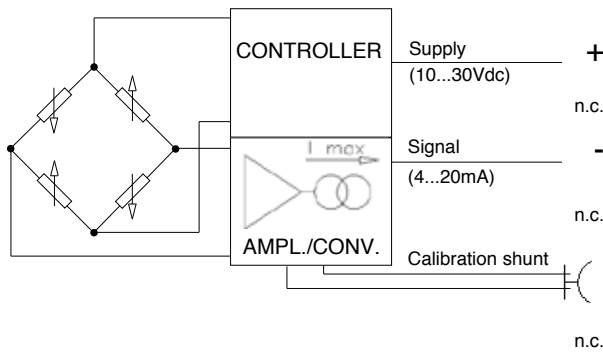 CONTROLLER
Supply
(10...30Vdc)
+
n.c.
I max
Signal
(4...20mA)
-
n.c.
AMPL./CONV.
Calibration shunt
n.c.